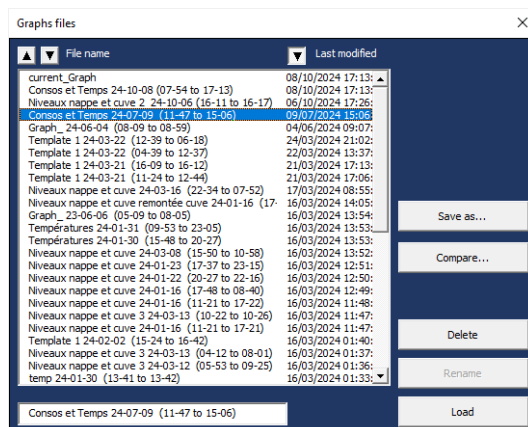 Graphs files
File name Last modified
current_Graph 08/10/2024 17:13:
Consos et Temps 24-10-08 (07-54 to 17-13) 08/10/2024 17:13:
Niveaux nappe et cuve 2 24-10-06 (16-11 to 16-17) 06/10/2024 17:26:
Consos et Temps 24-07-09 (11-47 to 15-06) 09/07/2024 15:06:
Graph_ 24-06-04 (08-09 to 08-59) 04/06/2024 09:07:
Template 1 24-03-22 (12-39 to 06-18) 24/03/2024 21:02:
Template 1 24-03-22 (04-39 to 12-37) 22/03/2024 13:37:
Template 1 24-03-21 (16-09 to 16-12) 21/03/2024 17:13:
Template 1 24-03-21 (11-24 to 12-44) 21/03/2024 17:06:
Niveaux nappe et cuve 24-03-16 (22-34 to 07-52) 17/03/2024 08:55:
Niveaux nappe et cuve remontée cuve 24-01-16 (17- 16/03/2024 14:05:
Graph_ 23-06-06 (05-09 to 08-05) 16/03/2024 13:54:
Températures 24-01-31 (09-53 to 23-05) 16/03/2024 13:53:
Températures 24-01-30 (15-48 to 20-27) 16/03/2024 13:53:
Niveaux nappe et cuve 24-03-08 (15-50 to 10-58) 16/03/2024 13:52:
Niveaux nappe et cuve 24-01-23 (17-37 to 23-15) 16/03/2024 12:51:
Niveaux nappe et cuve 24-01-22 (20-27 to 22-16) 16/03/2024 12:50:
Niveaux nappe et cuve 24-01-16 (17-48 to 08-40) 16/03/2024 12:49:
Niveaux nappe et cuve 24-01-16 (11-21 to 17-22) 16/03/2024 11:48:
Niveaux nappe et cuve 3 24-03-13 (10-22 to 10-26) 16/03/2024 11:47:
Niveaux nappe et cuve 24-01-16 (11-21 to 17-21) 16/03/2024 11:47:
Template 1 24-02-02 (15-24 to 16-42) 16/03/2024 01:40:
Niveaux nappe et cuve 3 24-03-13 (04-12 to 08-01) 16/03/2024 01:37:
Niveaux nappe et cuve 3 24-03-12 (05-53 to 09-25) 16/03/2024 01:36:
temp 24-01-30 (13-41 to 13-42) 16/03/2024 01:33:
Consos et Temps 24-07-09 (11-47 to 15-06)
Save as...
Compare...
Delete
Rename
Load